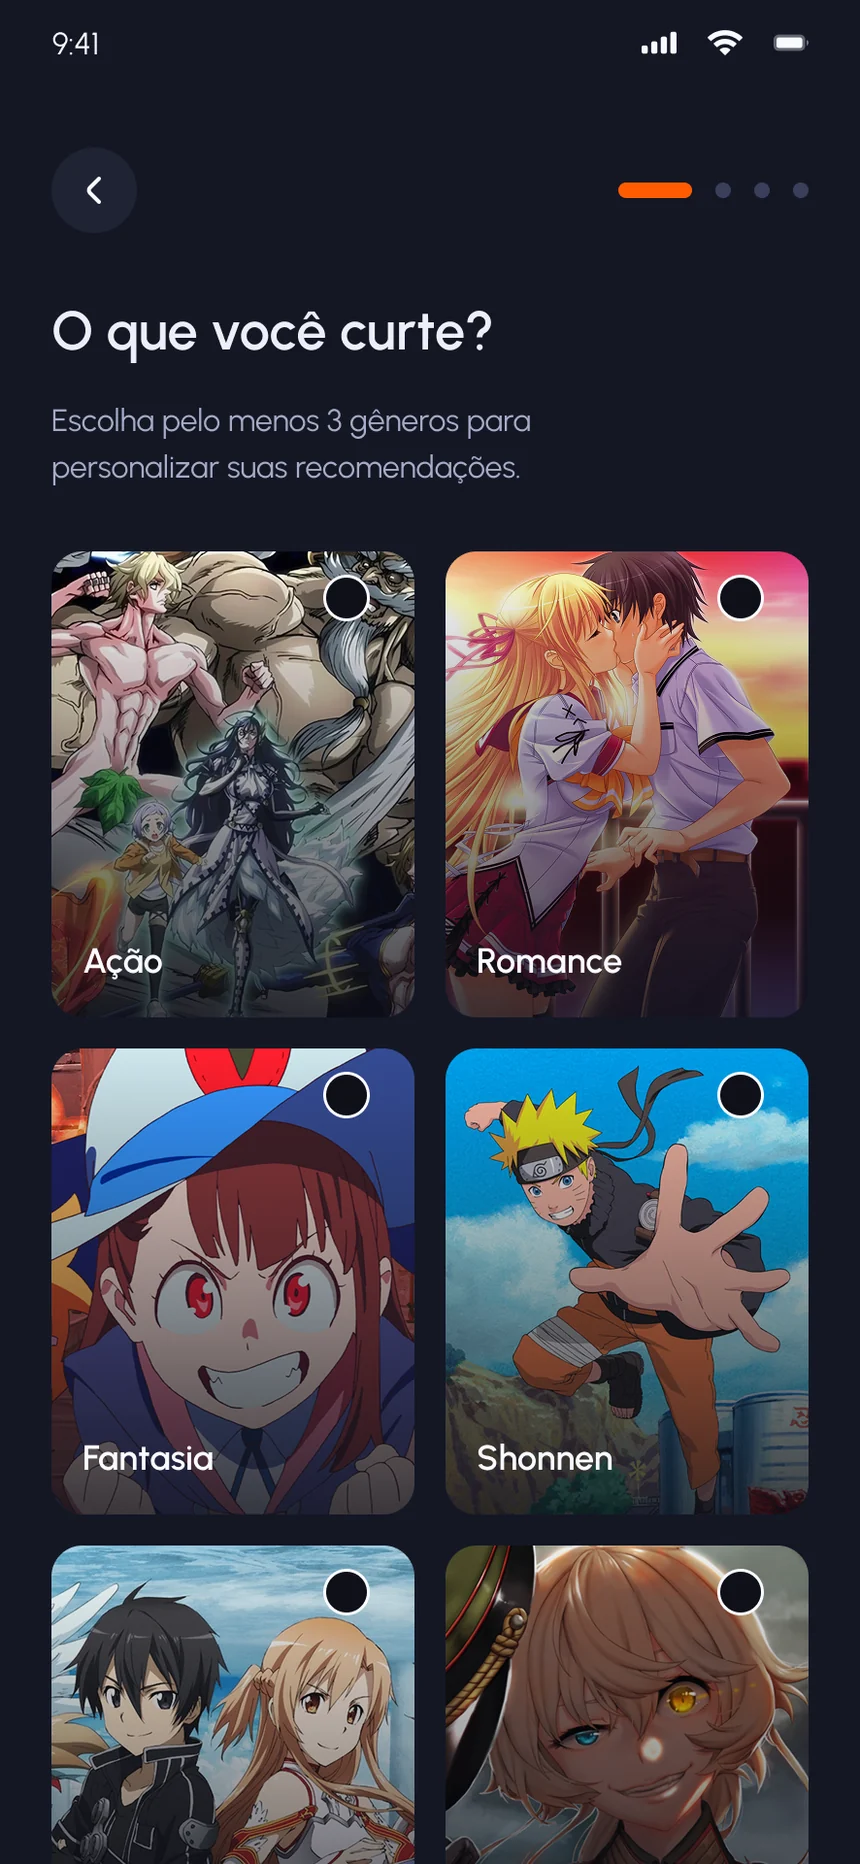 9:41
O que você curte?
Escolha pelo menos 3 gêneros para
personalizar suas recomendações.
Ação
Romance
Fantasia
Shonnen